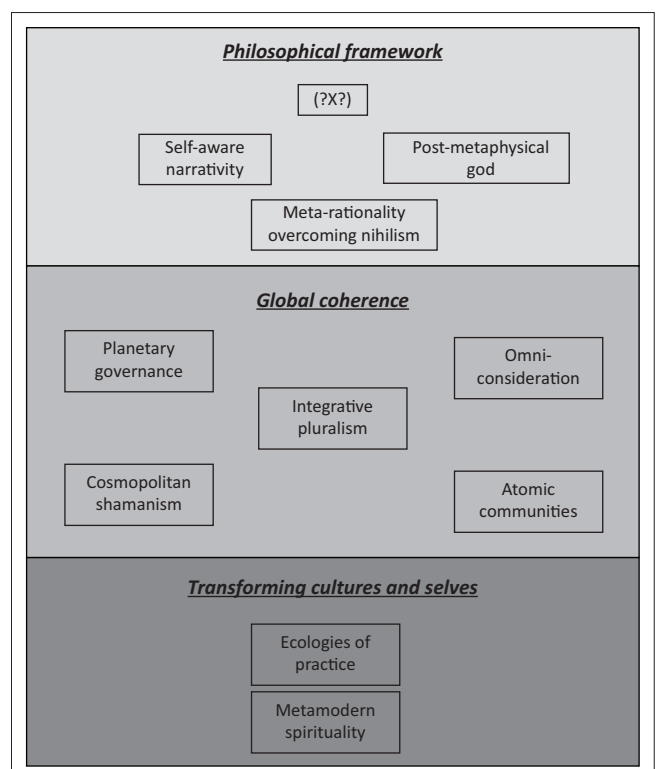 Philosophical framework
(?X?)
Self-aware
narrativity
Post-metaphysical
god
Meta-rationality
overcoming nihilism
Global coherence
Planetary
governance
Omni-
consideration
Integrative
pluralism
Cosmopolitan
shamanism
Atomic
communities
Transforming cultures and selves
Ecologies of
practice
Metamodern
spirituality